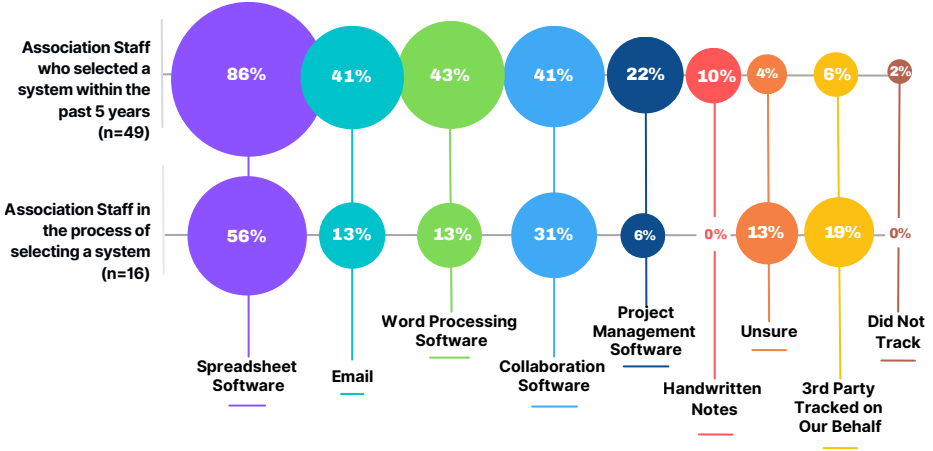 Association Staff
who selected a
system within the
past 5 years
(n=49)
86%
41%
43%
41%
22%
10%
4%
6%
2%
Association Staff in
the process of
selecting a system
(n=16)
56%
13%
13%
31%
6%
0%
13%
19%
0%
Spreadsheet
Software
Email
Word Processing
Software
Collaboration
Software
Project
Management
Software
Handwritten
Notes
Unsure
3rd Party
Tracked on
Our Behalf
Did Not
Track